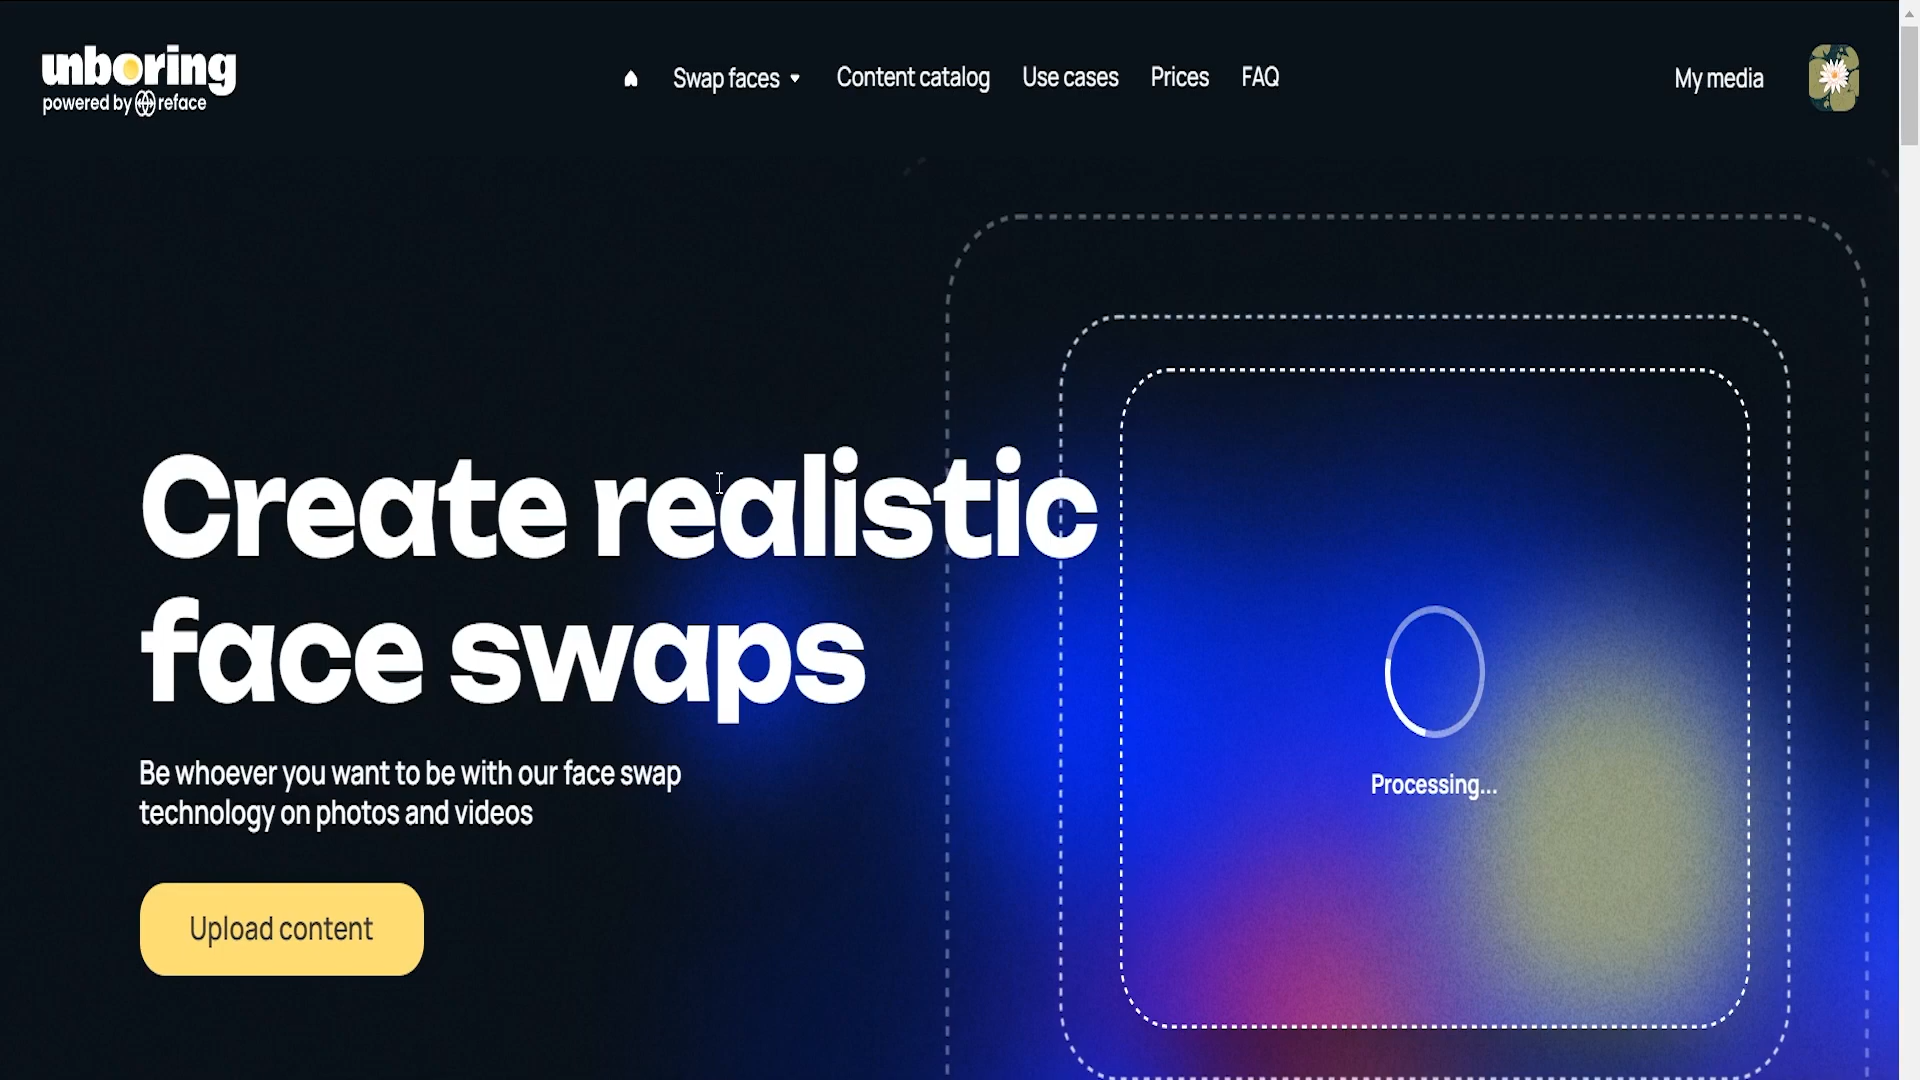 unboring
powered by reface
Swap faces
Content catalog
Use cases
Prices
FAQ
My media
Create realistic
face swaps
Be whoever you want to be with our face swap
technology on photos and videos
Upload content
Processing...